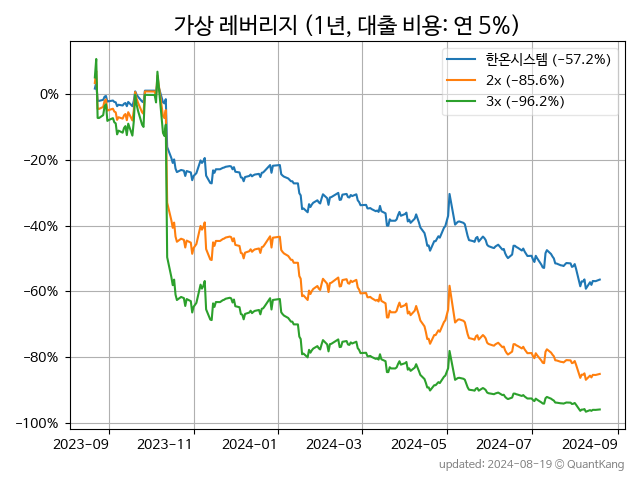 가상 레버리지 (1년, 대출 비용: 연 5%)
한온시스템 (−57.2%)
2x (−85.6%)
3x (−96.2%)
0%
−20%
−40%
−60%
−80%
−100%
2023-09
2023-11
2024-01
2024-03
2024-05
2024-07
2024-09
updated: 2024-08-19 © QuantKang